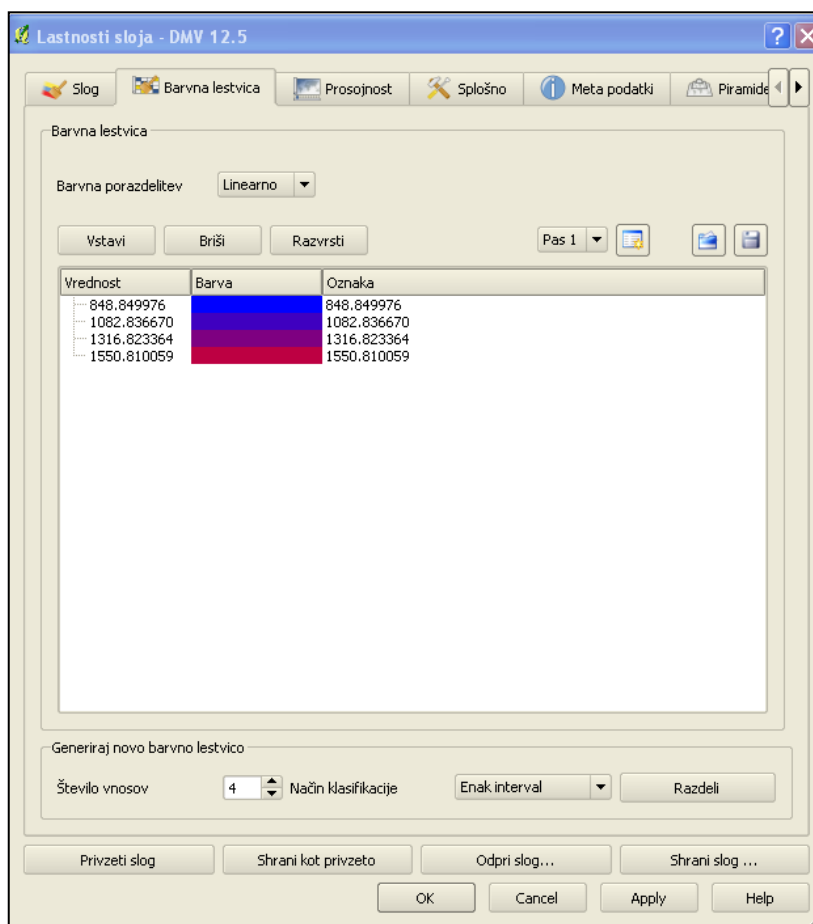 Lastnosti sloja - DMV 12.5
Slog Barvna lestvica Prosojnost Splošno Meta podatki Piramide
Barvna lestvica
Barvna porazdelitev Linearno
Vstavi Briši Razvrsti Pas 1
Vrednost Barva Oznaka
848.849976 848.849976
1082.836670 1082.836670
1316.823364 1316.823364
1550.810059 1550.810059
Generiraj novo barvno lestvico
Število vnosov 4 Način klasifikacije Enak interval Razdeli
Privzeti slog Shrani kot privzeto Odpri slog... Shrani slog ...
OK Cancel Apply Help